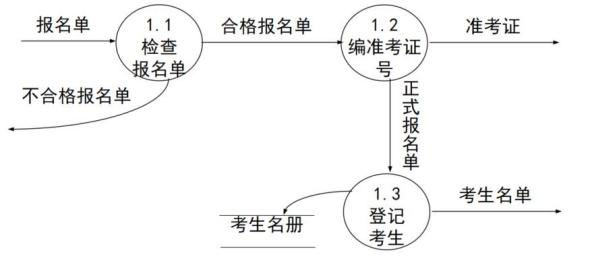 报名单
1.1
检查
报名单
合格报名单
1.2
编准考证
号
准考证
不合格报名单
正式报名单
1.3
登记
考生
考生名册
考生名单